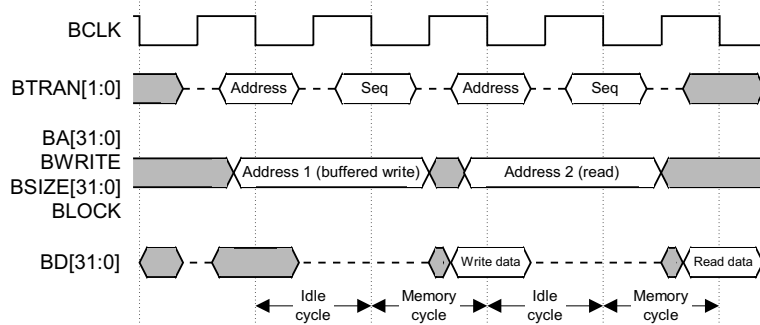 BCLK
BTRAN[1:0]
Address
Seq
Address
Seq
BA[31:0]
BWRITE
BSIZE[31:0]
BLOCK
Address 1 (buffered write)
Address 2 (read)
BD[31:0]
Write data
Read data
Idle
cycle
Memory
cycle
Idle
cycle
Memory
cycle